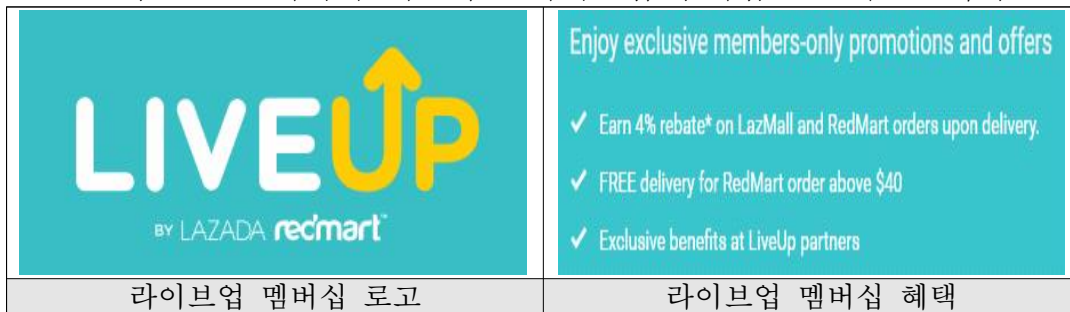 LIVEUP
BY LAZADA redmart™
Enjoy exclusive members-only promotions and offers
✓ Earn 4% rebate* on LazMall and RedMart orders upon delivery.
✓ FREE delivery for RedMart order above $40
✓ Exclusive benefits at LiveUp partners
라이브업 멤버십 로고
라이브업 멤버십 혜택